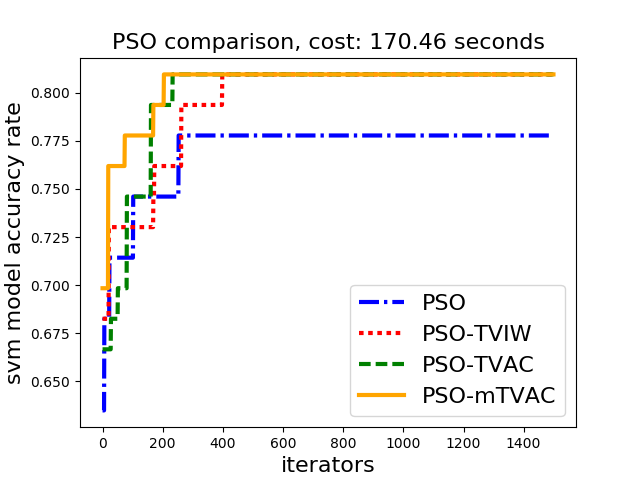 PSO comparison, cost: 170.46 seconds
svm model accuracy rate
0.800
0.775
0.750
0.725
0.700
0.675
0.650
PSO
PSO-TVIW
PSO-TVAC
PSO-mTVAC
0 200 400 600 800 1000 1200 1400
iterators